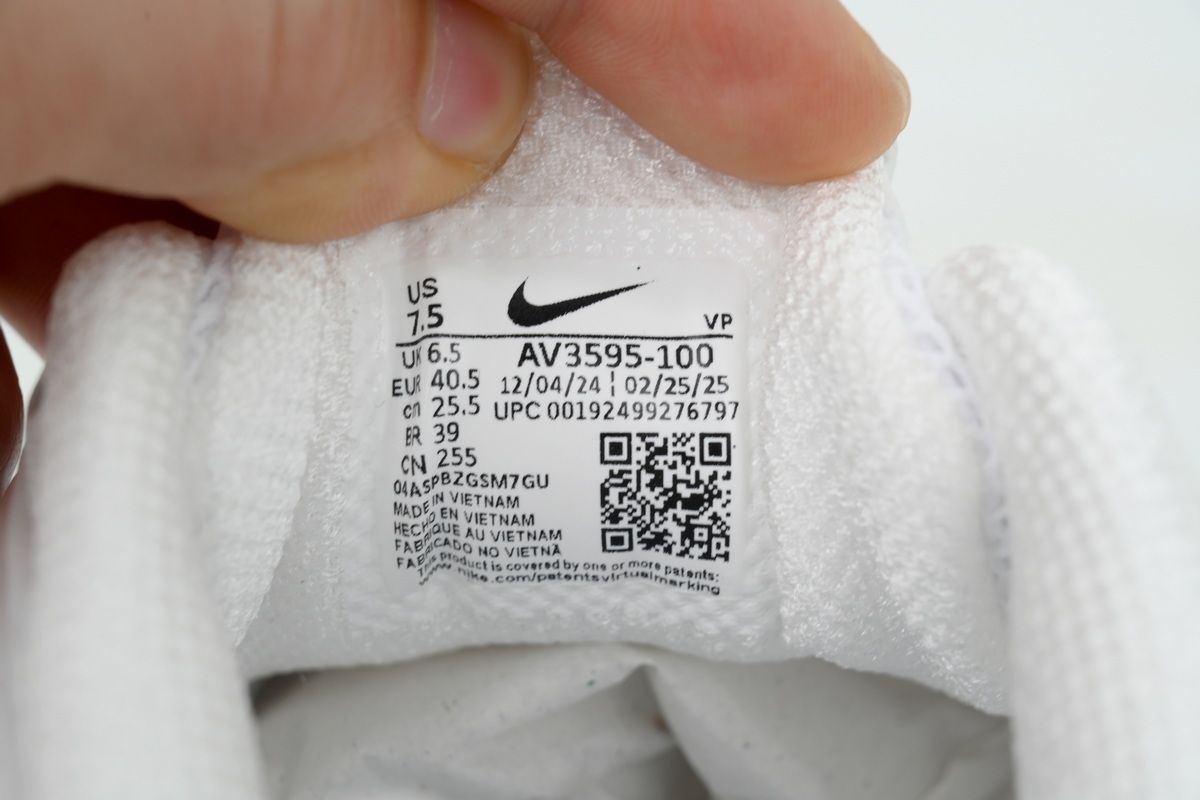 US
7.5
VP
UK 6.5
EUR 40.5
cm 25.5
BR 39
CN 255
AV3595-100
12/04/24 ¦ 02/25/25
UPC 00192499276797
04ASPBZGSM7GU
MADE IN VIETNAM
HECHO EN VIETNAM
FABRIQUE AU VIETNAM
FABRICADO NO VIETNÃ
This product is covered by one or more patents:
www.nike.com/patentsvirtualmarking